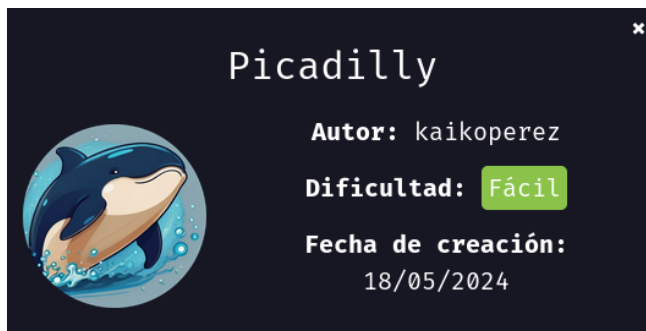 Picadilly
Autor: kaikoperez
Dificultad: Fácil
Fecha de creación:
18/05/2024